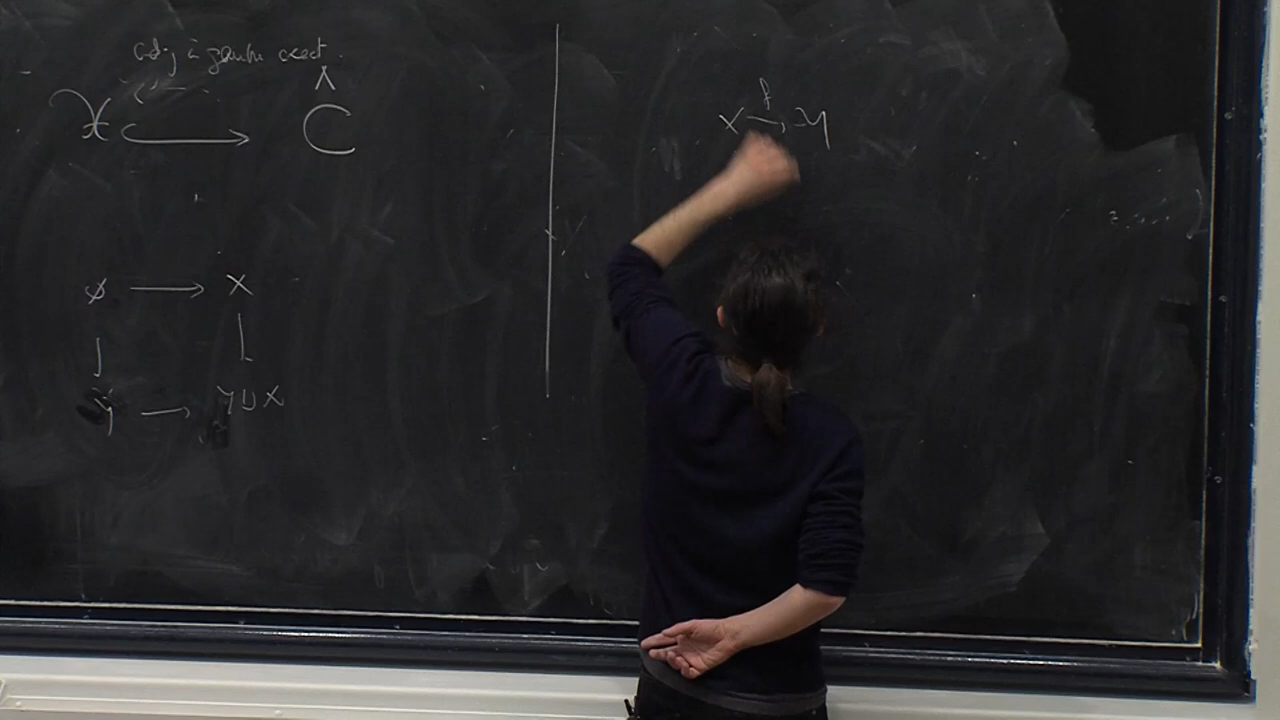 adj à gauche exact.
X ⟵ ⟶ Ĉ
∅ ⟶ X
↓ ↓
Y ⟶ Y ∪ X
X ⟶ Y
f